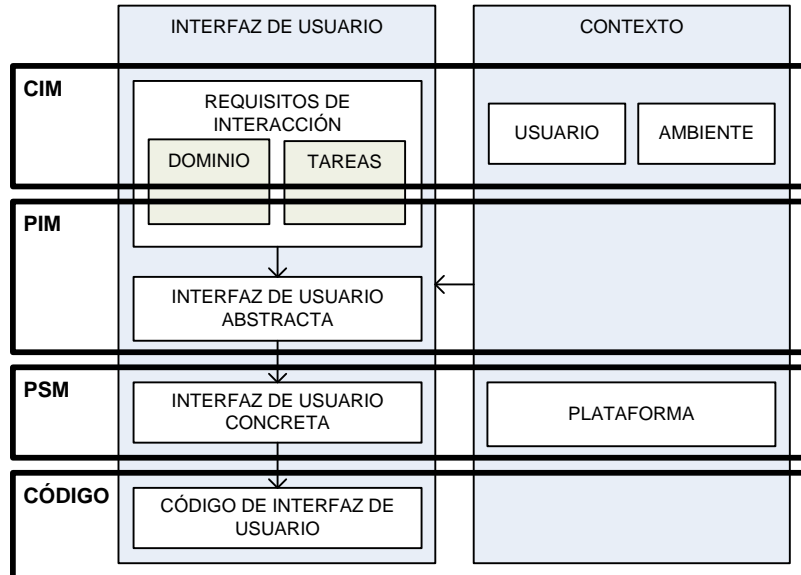 INTERFAZ DE USUARIO
CONTEXTO
CIM
REQUISITOS DE
INTERACCIÓN
DOMINIO
TAREAS
USUARIO
AMBIENTE
PIM
INTERFAZ DE USUARIO
ABSTRACTA
PSM
INTERFAZ DE USUARIO
CONCRETA
PLATAFORMA
CÓDIGO
CÓDIGO DE INTERFAZ DE
USUARIO